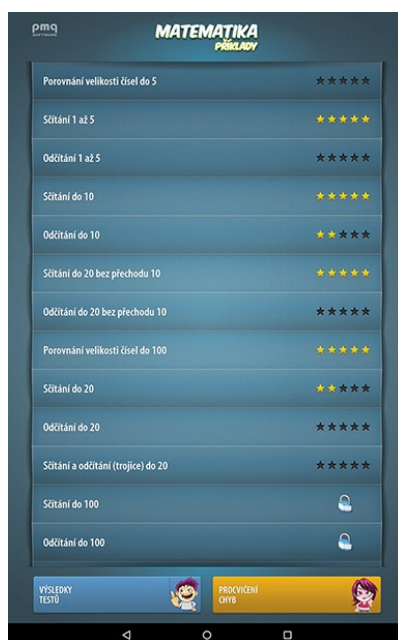 pmq
SOFTWARE
MATEMATIKA
PŘÍKLADY
Porovnání velikosti čísel do 5
Sčítání 1 až 5
Odčítání 1 až 5
Sčítání do 10
Odčítání do 10
Sčítání do 20 bez přechodu 10
Odčítání do 20 bez přechodu 10
Porovnání velikosti čísel do 100
Sčítání do 20
Odčítání do 20
Sčítání a odčítání (trojice) do 20
Sčítání do 100
Odčítání do 100
VÝSLEDKY
TESTŮ
PROCVIČENÍ
CHYB